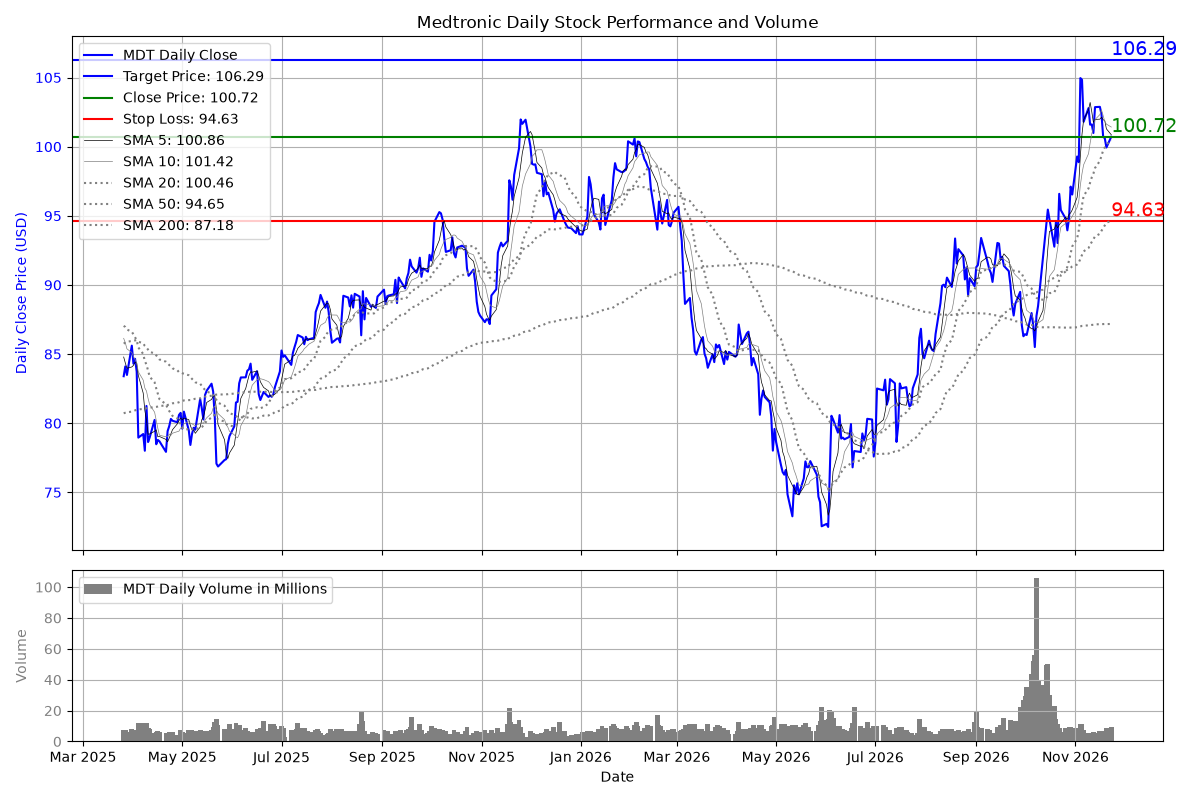 Medtronic Daily Stock Performance and Volume
MDT Daily Close
Target Price: 106.29
Close Price: 100.72
Stop Loss: 94.63
SMA 5: 100.86
SMA 10: 101.42
SMA 20: 100.46
SMA 50: 94.65
SMA 200: 87.18
106.29
100.72
94.63
105
100
95
90
85
80
75
Daily Close Price (USD)
MDT Daily Volume in Millions
100
80
60
40
20
0
Volume
Mar 2025 May 2025 Jul 2025 Sep 2025 Nov 2025 Jan 2026 Mar 2026 May 2026 Jul 2026 Sep 2026 Nov 2026
Date